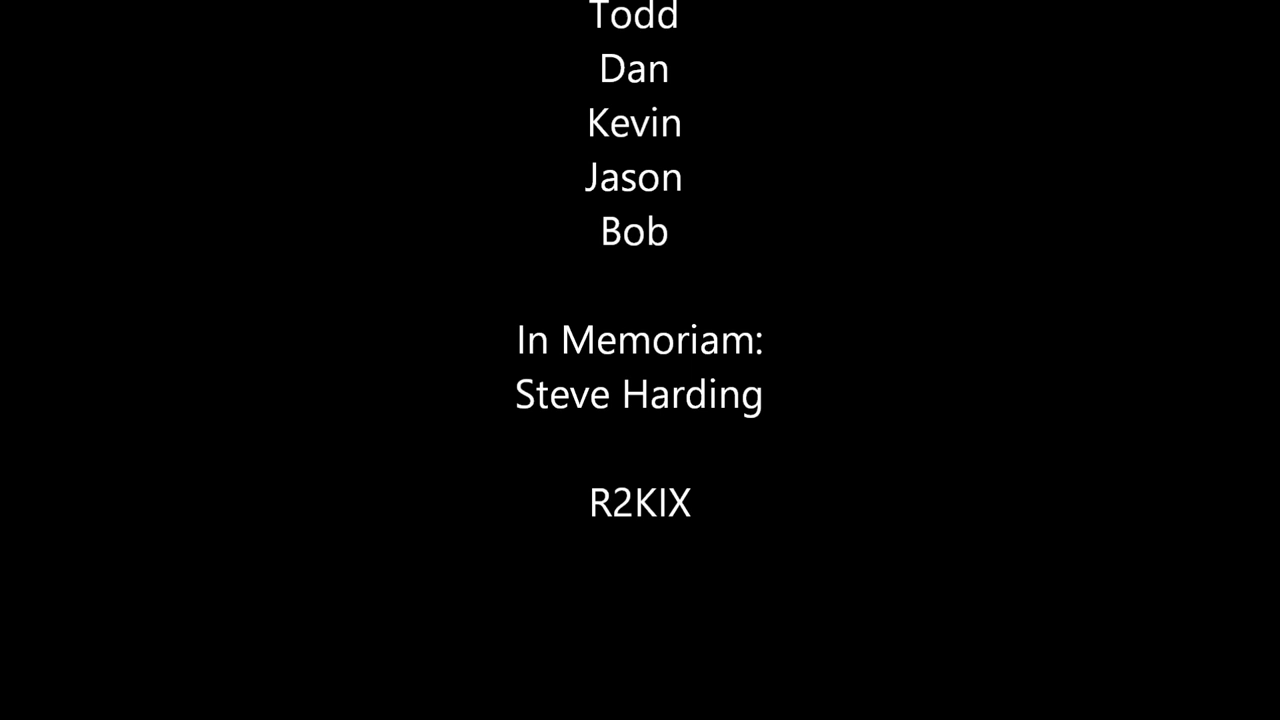 Todd
Dan
Kevin
Jason
Bob
In Memoriam:
Steve Harding
R2KIX